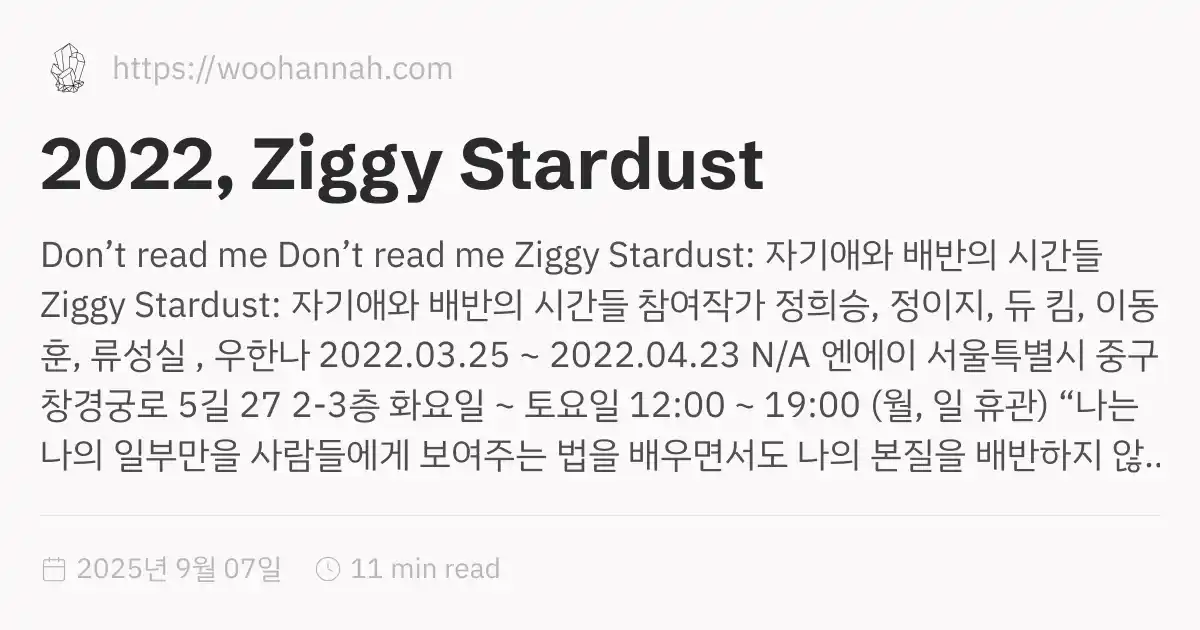 https://woohannah.com
2022, Ziggy Stardust
Don’t read me Don’t read me Ziggy Stardust: 자기애와 배반의 시간들
Ziggy Stardust: 자기애와 배반의 시간들 참여작가 정희승, 정이지, 듀 킴, 이동
훈, 류성실 , 우한나 2022.03.25 ~ 2022.04.23 N/A 엔에이 서울특별시 중구
창경궁로 5길 27 2-3층 화요일 ~ 토요일 12:00 ~ 19:00 (월, 일 휴관) “나는
나의 일부만을 사람들에게 보여주는 법을 배우면서도 나의 본질을 배반하지 않..
2025년 9월 07일 11 min read